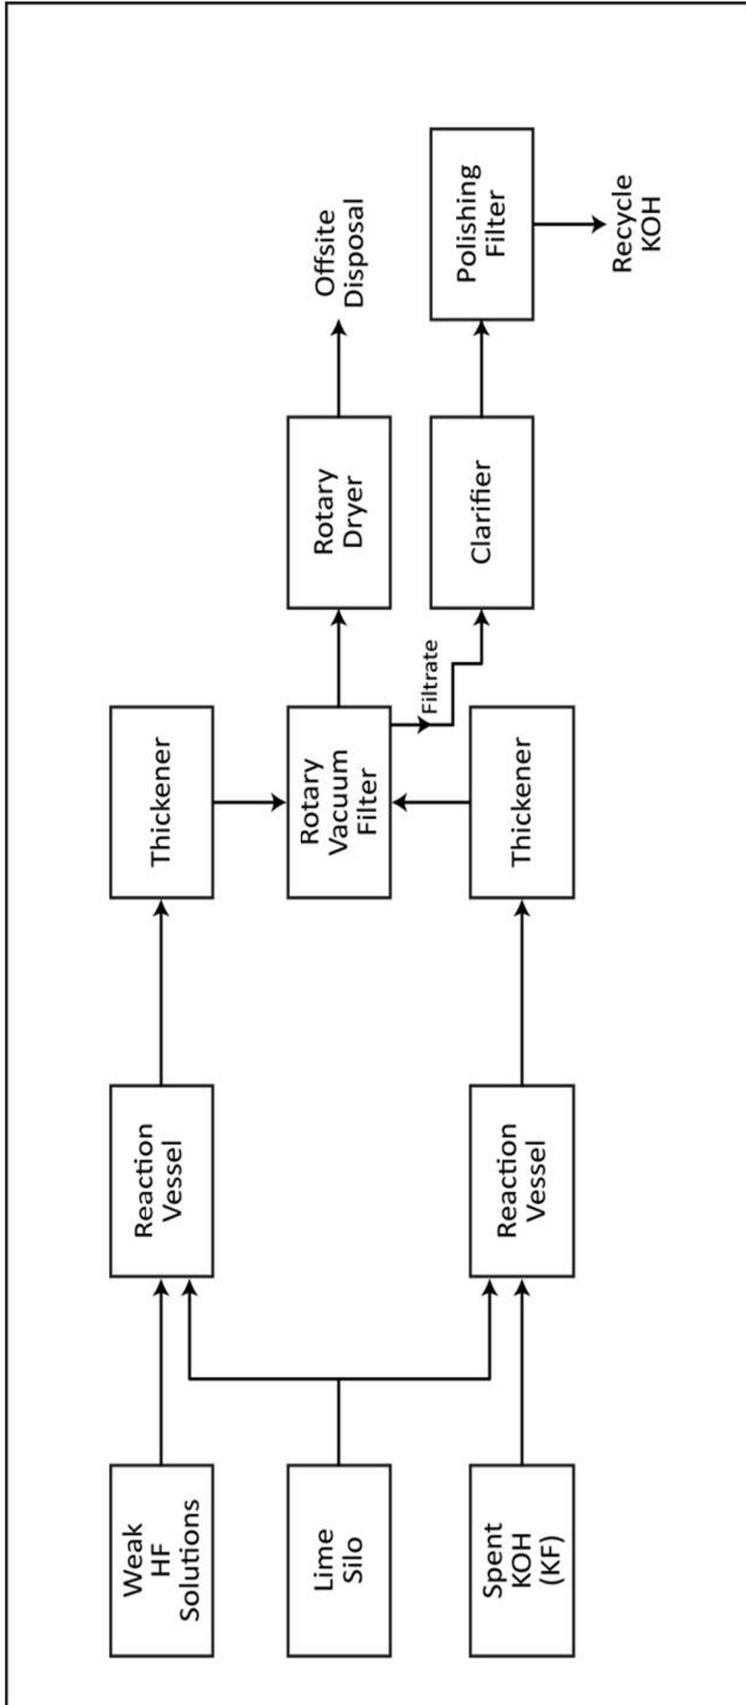 Weak
HF
Solutions
Reaction
Vessel
Thickener
Lime
Silo
Rotary
Vacuum
Filter
Rotary
Dryer
Offsite
Disposal
Filtrate
Clarifier
Polishing
Filter
Recycle
KOH
Spent
KOH
(KF)
Reaction
Vessel
Thickener